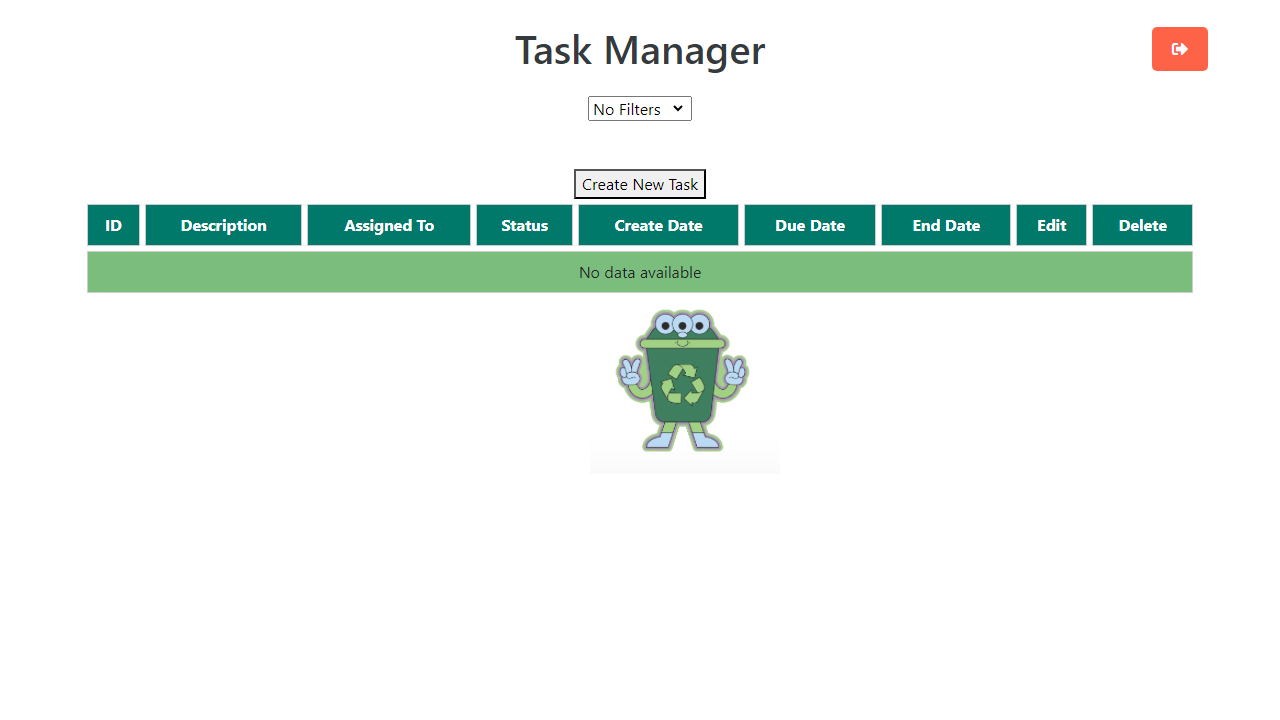 Task Manager
No Filters
Create New Task
ID Description Assigned To Status Create Date Due Date End Date Edit Delete
No data available